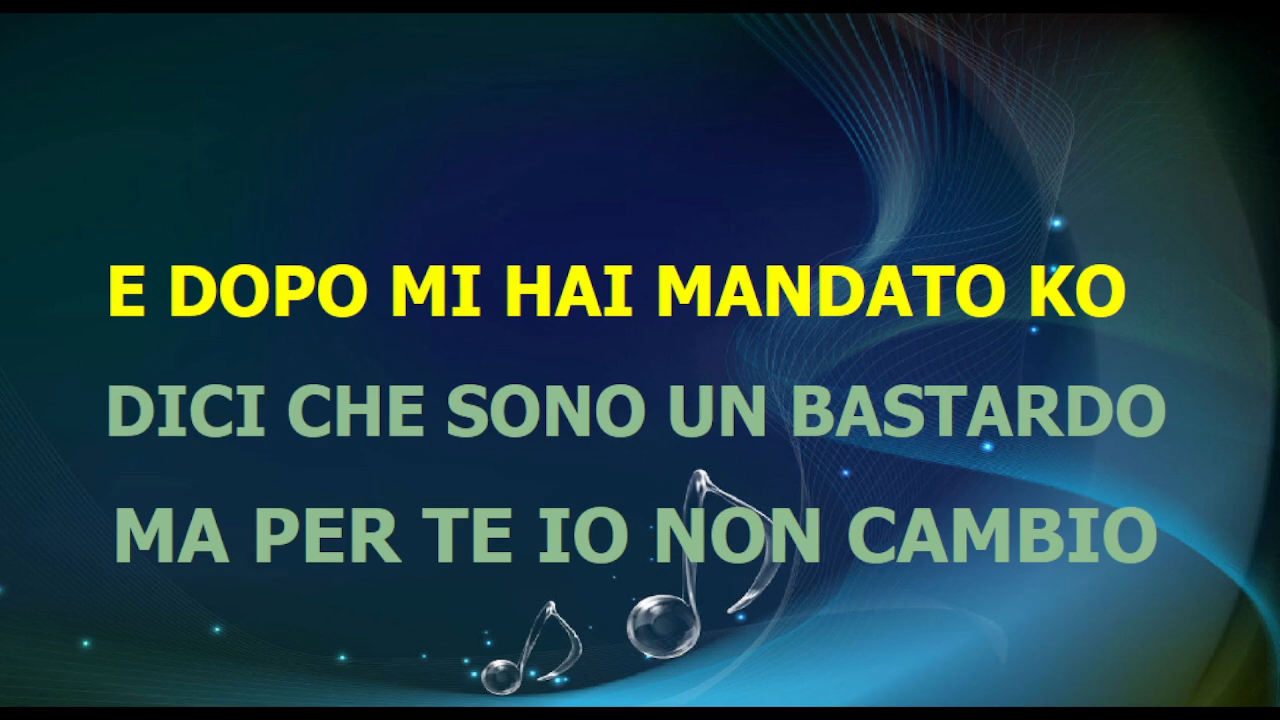 E DOPO MI HAI MANDATO KO
DICI CHE SONO UN BASTARDO
MA PER TE IO NON CAMBIO